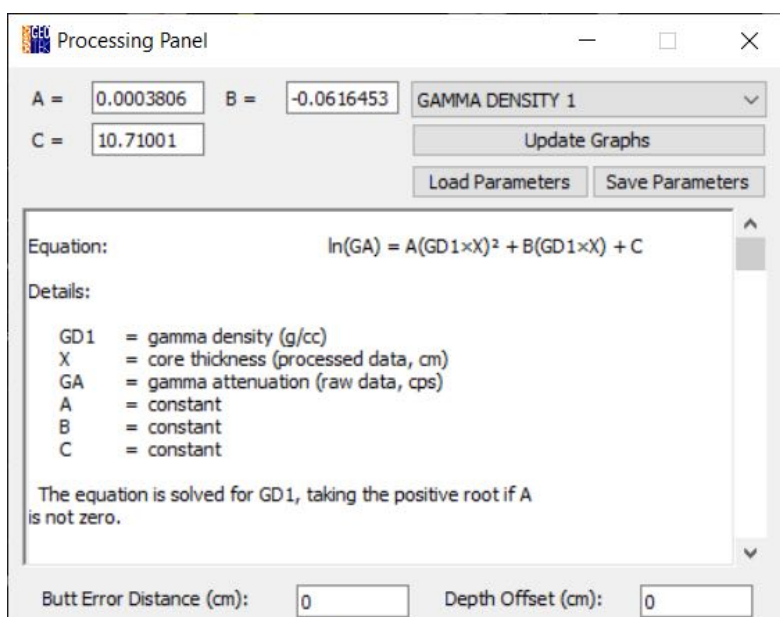 GEO
TEK
Processing Panel
A = 0.0003806 B = -0.0616453 GAMMA DENSITY 1
C = 10.71001 Update Graphs
Load Parameters Save Parameters
Equation: ln(GA) = A(GD1×X)² + B(GD1×X) + C
Details:
GD1 = gamma density (g/cc)
X = core thickness (processed data, cm)
GA = gamma attenuation (raw data, cps)
A = constant
B = constant
C = constant
The equation is solved for GD1, taking the positive root if A
is not zero.
Butt Error Distance (cm): 0 Depth Offset (cm): 0